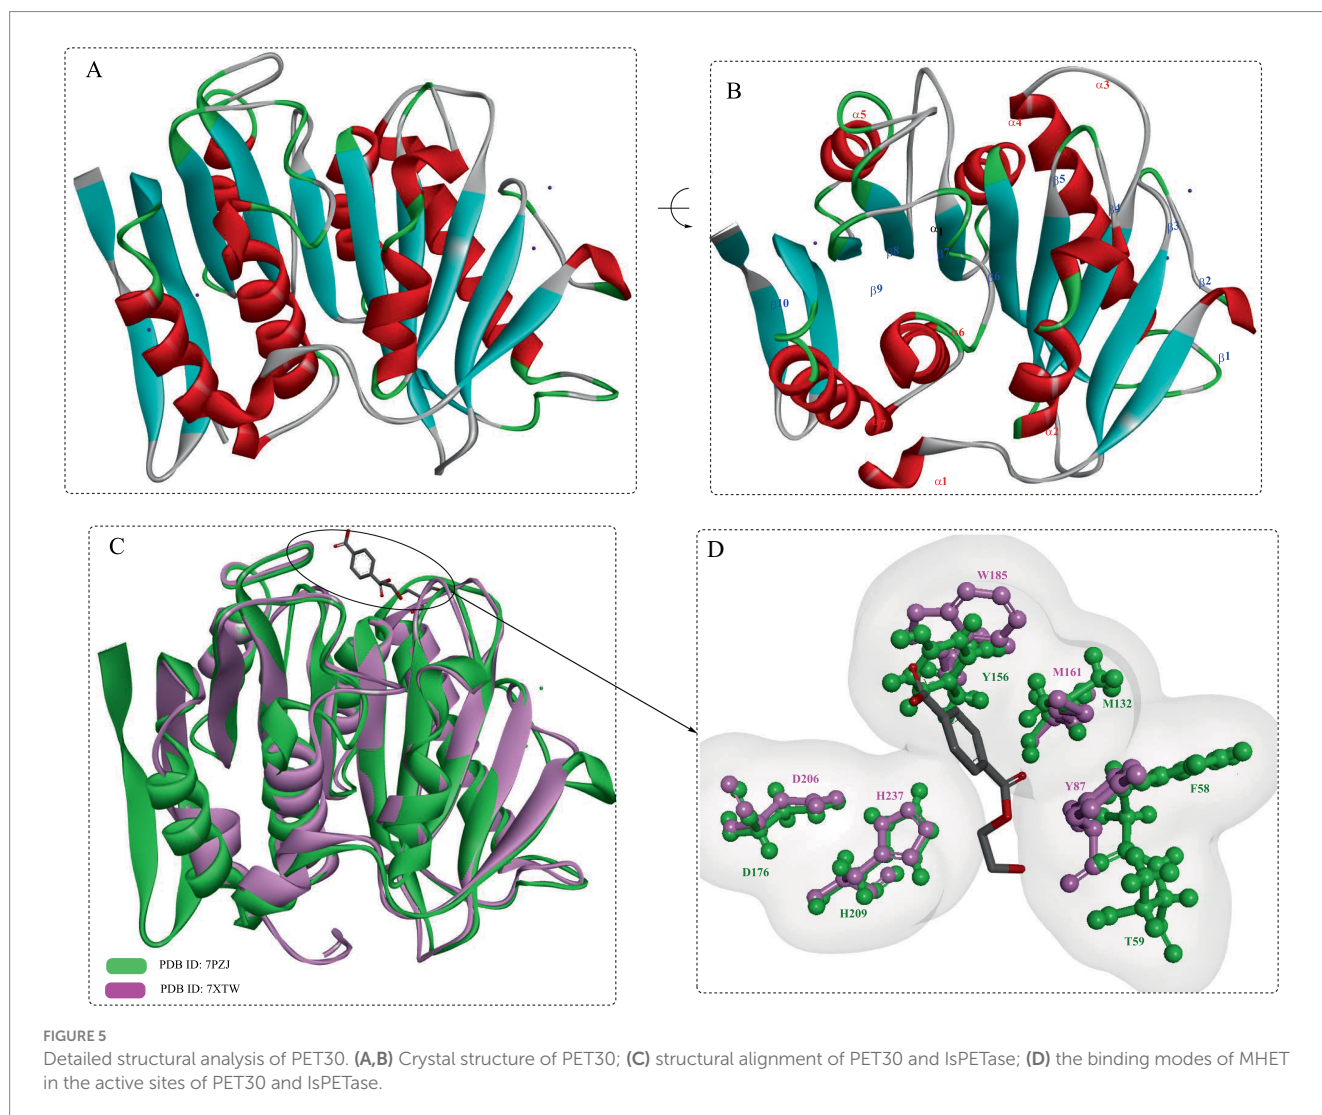 A
B
α3
α5
α4
β5
β4
α1
β3
β8
β7
β6
β2
β9
β10
α6
β1
α2
α1
C
PDB ID: 7PZJ
PDB ID: 7XTW
D
W185
Y156
M161
M132
D206
H237
Y87
F58
D176
H209
T59
FIGURE 5
Detailed structural analysis of PET30. (A,B) Crystal structure of PET30; (C) structural alignment of PET30 and IsPETase; (D) the binding modes of MHET
in the active sites of PET30 and IsPETase.